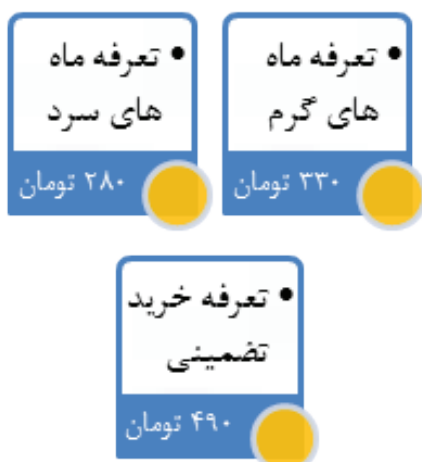 • تعرفه ماه
های گرم
۳۳۰ تومان
• تعرفه ماه
های سرد
۲۸۰ تومان
• تعرفه خرید
تضمینی
۴۹۰ تومان